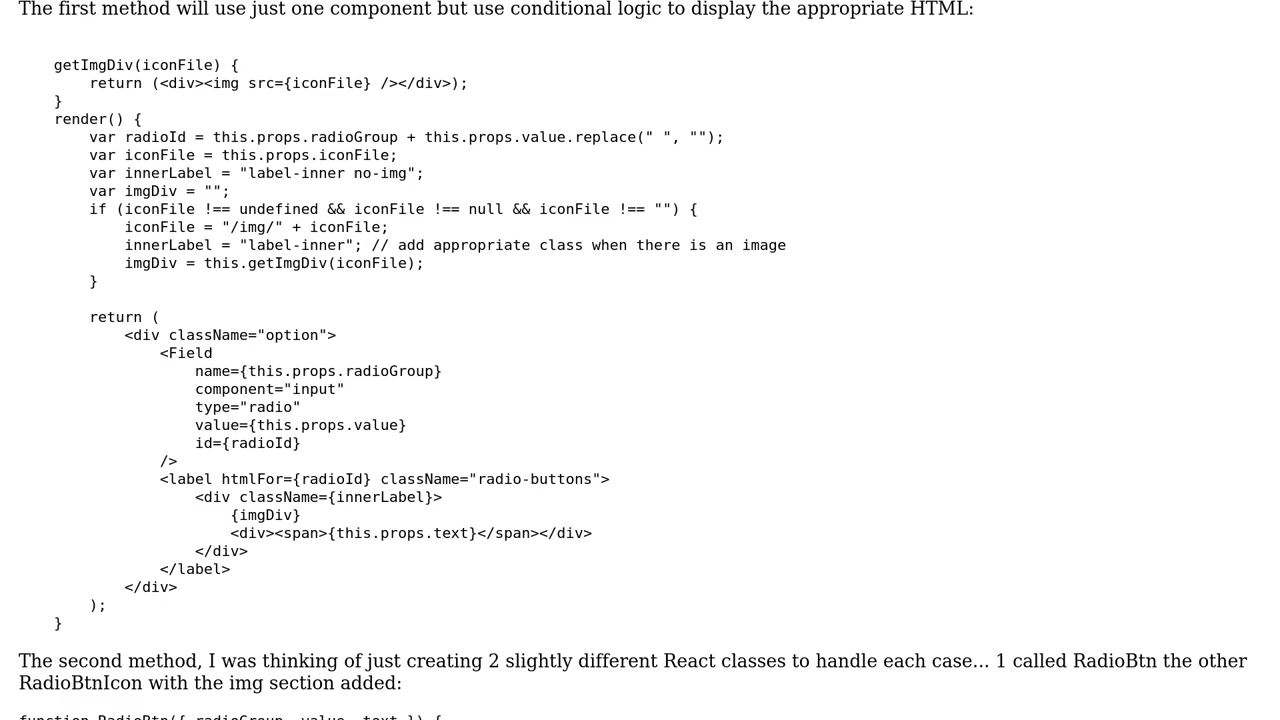 The first method will use just one component but use conditional logic to display the appropriate HTML:
getImgDiv(iconFile) {
    return (<div><img src={iconFile} /></div>);
}
render() {
    var radioId = this.props.radioGroup + this.props.value.replace(" ", "");
    var iconFile = this.props.iconFile;
    var innerLabel = "label-inner no-img";
    var imgDiv = "";
    if (iconFile !== undefined && iconFile !== null && iconFile !== "") {
        iconFile = "/img/" + iconFile;
        innerLabel = "label-inner"; // add appropriate class when there is an image
        imgDiv = this.getImgDiv(iconFile);
    }
    return (
        <div className="option">
            <Field
                name={this.props.radioGroup}
                component="input"
                type="radio"
                value={this.props.value}
                id={radioId}
            />
            <label htmlFor={radioId} className="radio-buttons">
                <div className={innerLabel}>
                    {imgDiv}
                    <div><span>{this.props.text}</span></div>
                </div>
            </label>
        </div>
    );
}
The second method, I was thinking of just creating 2 slightly different React classes to handle each case... 1 called RadioBtn the other
RadioBtnIcon with the img section added:
function RadioBtn({ radioGroup, value, text }) {